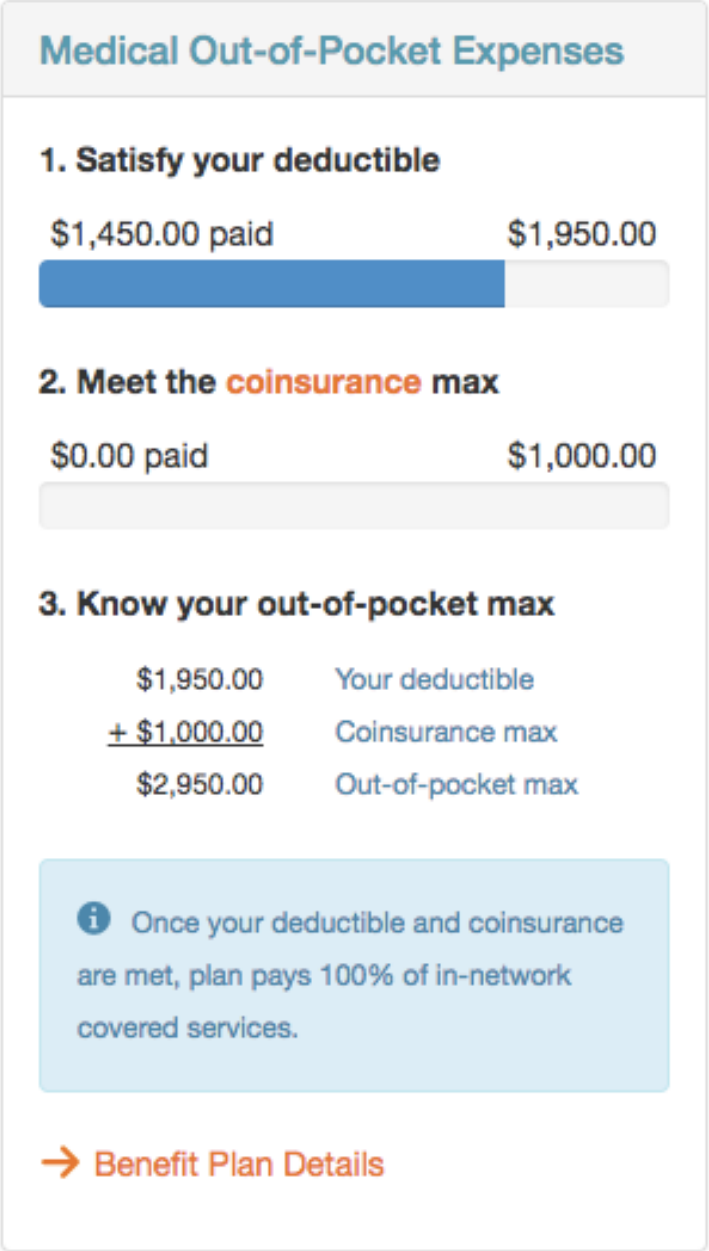 Medical Out-of-Pocket Expenses
1. Satisfy your deductible
$1,450.00 paid $1,950.00
2. Meet the coinsurance max
$0.00 paid $1,000.00
3. Know your out-of-pocket max
$1,950.00 Your deductible
+ $1,000.00 Coinsurance max
$2,950.00 Out-of-pocket max
Once your deductible and coinsurance
are met, plan pays 100% of in-network
covered services.
Benefit Plan Details